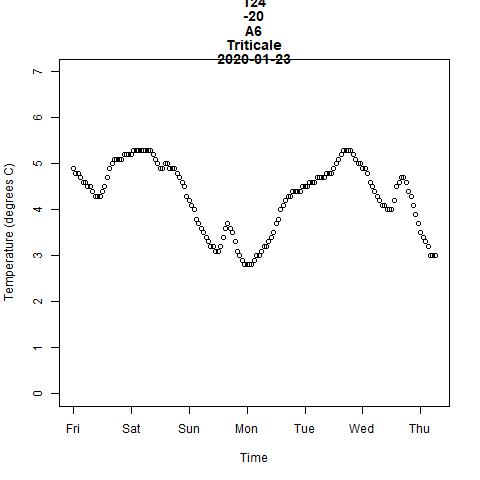 124
-20
A6
Triticale
2020-01-23
Temperature (degrees C)
7
6
5
4
3
2
1
0
Fri Sat Sun Mon Tue Wed Thu
Time